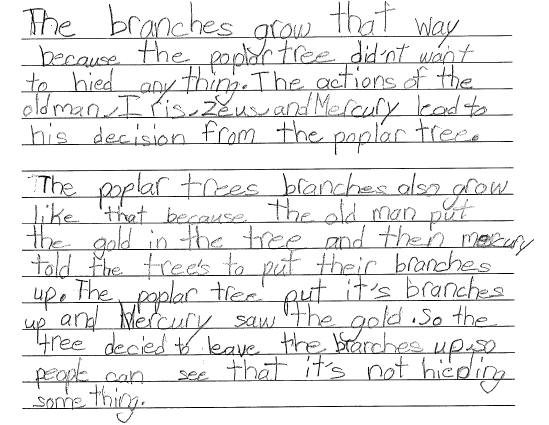 The branches grow that way
because the poplar tree did'nt want
to hied any thing. The actions of the
old man, Iris, Zeus, and Mercury lead to
his decision from the poplar tree.
The poplar trees branches also grow
like that because the old man put
the gold in the tree and then mercury
told the tree's to put their branches
up. The poplar tree put it's branches
up and Mercury saw the gold. So the
tree decied to leave the branches up so
people can see that it's not hieding
some thing.